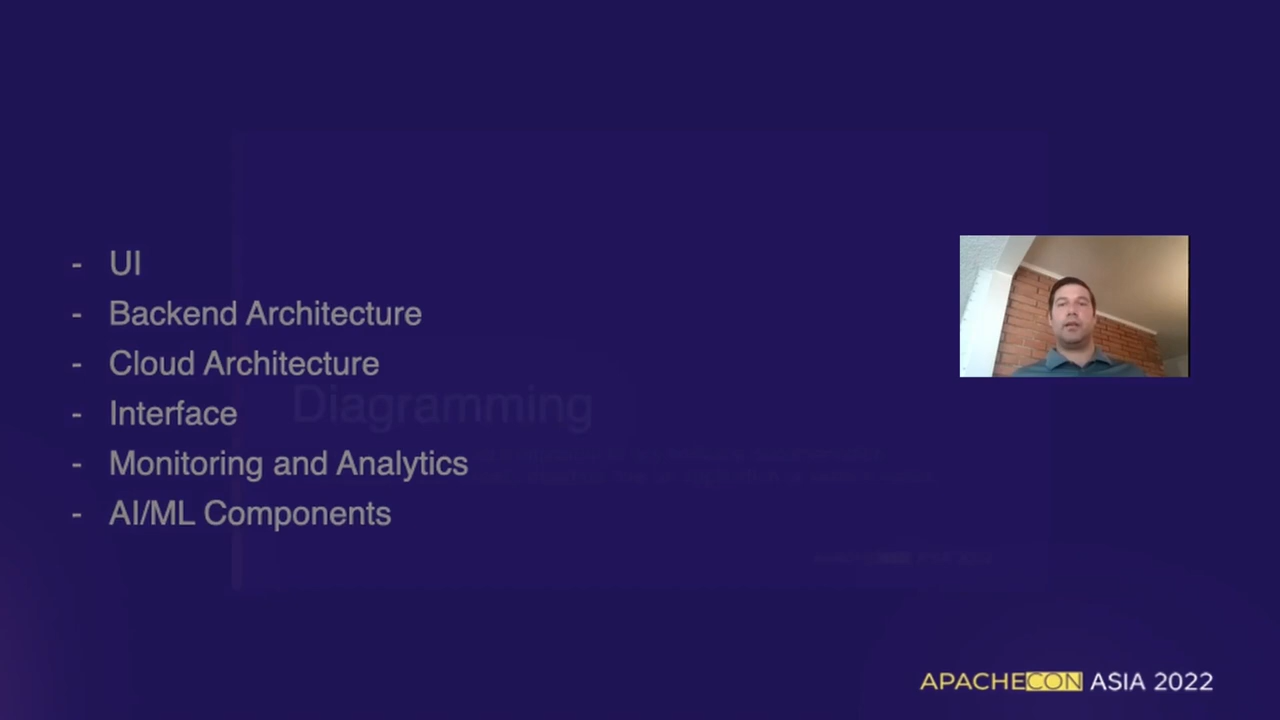 - UI
- Backend Architecture
- Cloud Architecture
- Interface
Diagramming
- Monitoring and Analytics
- AI/ML Components
APACHECON ASIA 2022